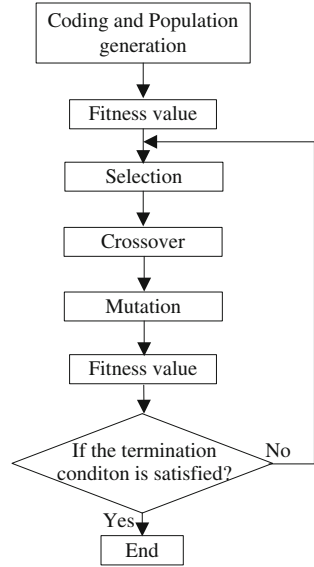 Coding and Population
generation
Fitness value
Selection
Crossover
Mutation
Fitness value
If the termination
conditon is satisfied?
No
Yes
End